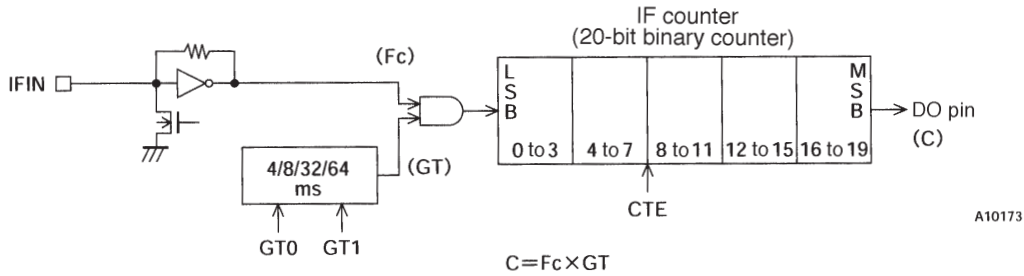 IF counter
(20-bit binary counter)
(Fc)
IFIN
L
S
B
M
S
B
DO pin
(C)
0 to 3
4 to 7
8 to 11
12 to 15
16 to 19
4/8/32/64
ms
(GT)
CTE
GT0
GT1
A10173
C=Fc×GT